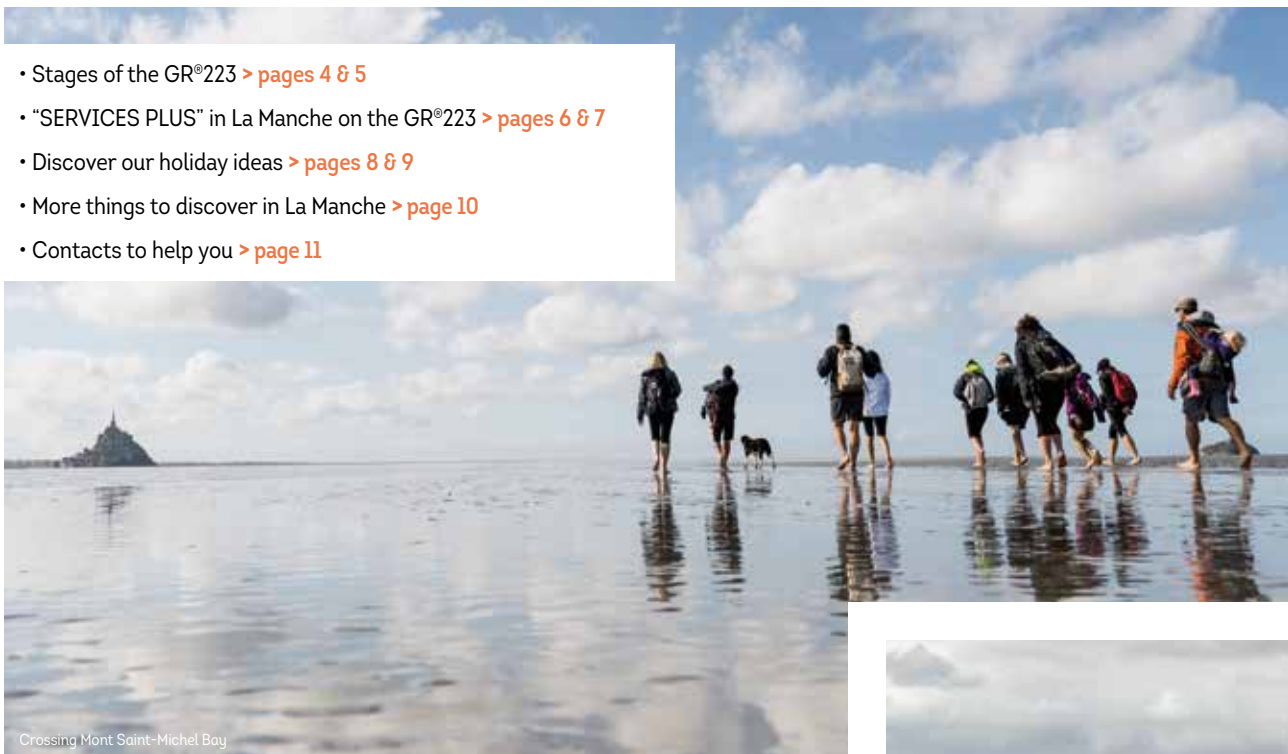 • Stages of the GR®223 > pages 4 & 5
• “SERVICES PLUS” in La Manche on the GR®223 > pages 6 & 7
• Discover our holiday ideas > pages 8 & 9
• More things to discover in La Manche > page 10
• Contacts to help you > page 11
Crossing Mont Saint-Michel Bay